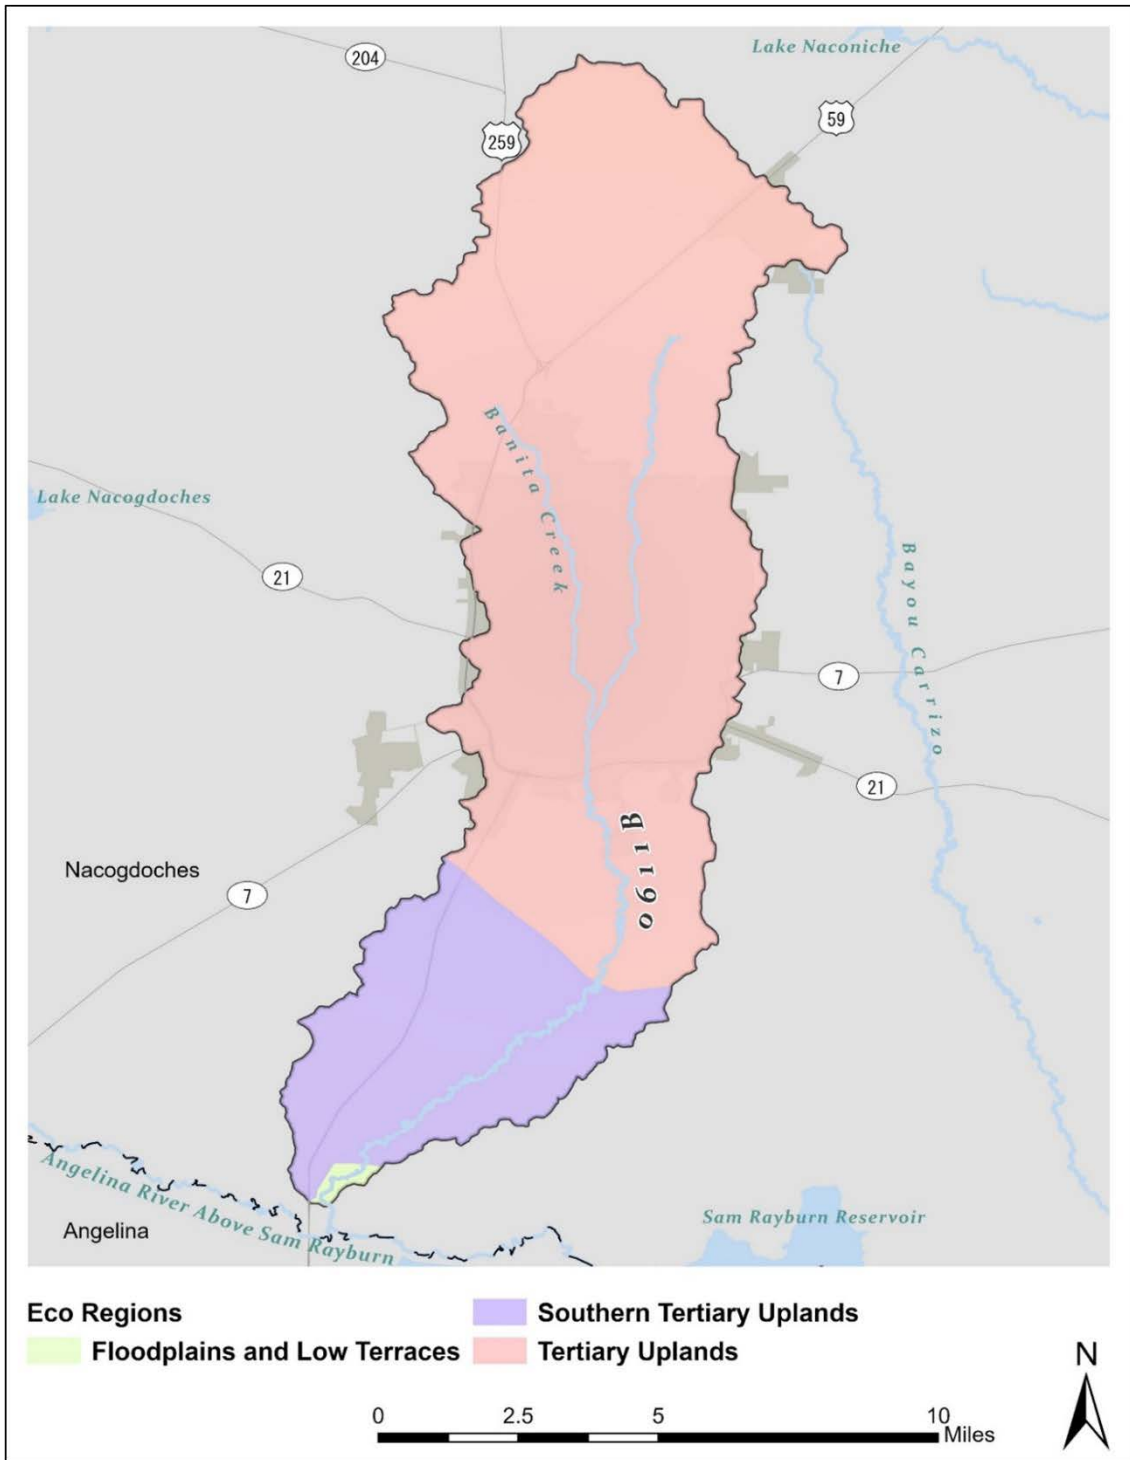 Lake Naconiche
204
59
259
Banita Creek
Lake Nacogdoches
21
Bayou Carrizo
7
21
0611B
Nacogdoches
7
Angelina River Above Sam Rayburn
Sam Rayburn Reservoir
Angelina
Eco Regions
Southern Tertiary Uplands
Floodplains and Low Terraces
Tertiary Uplands
N
0 2.5 5 10
Miles